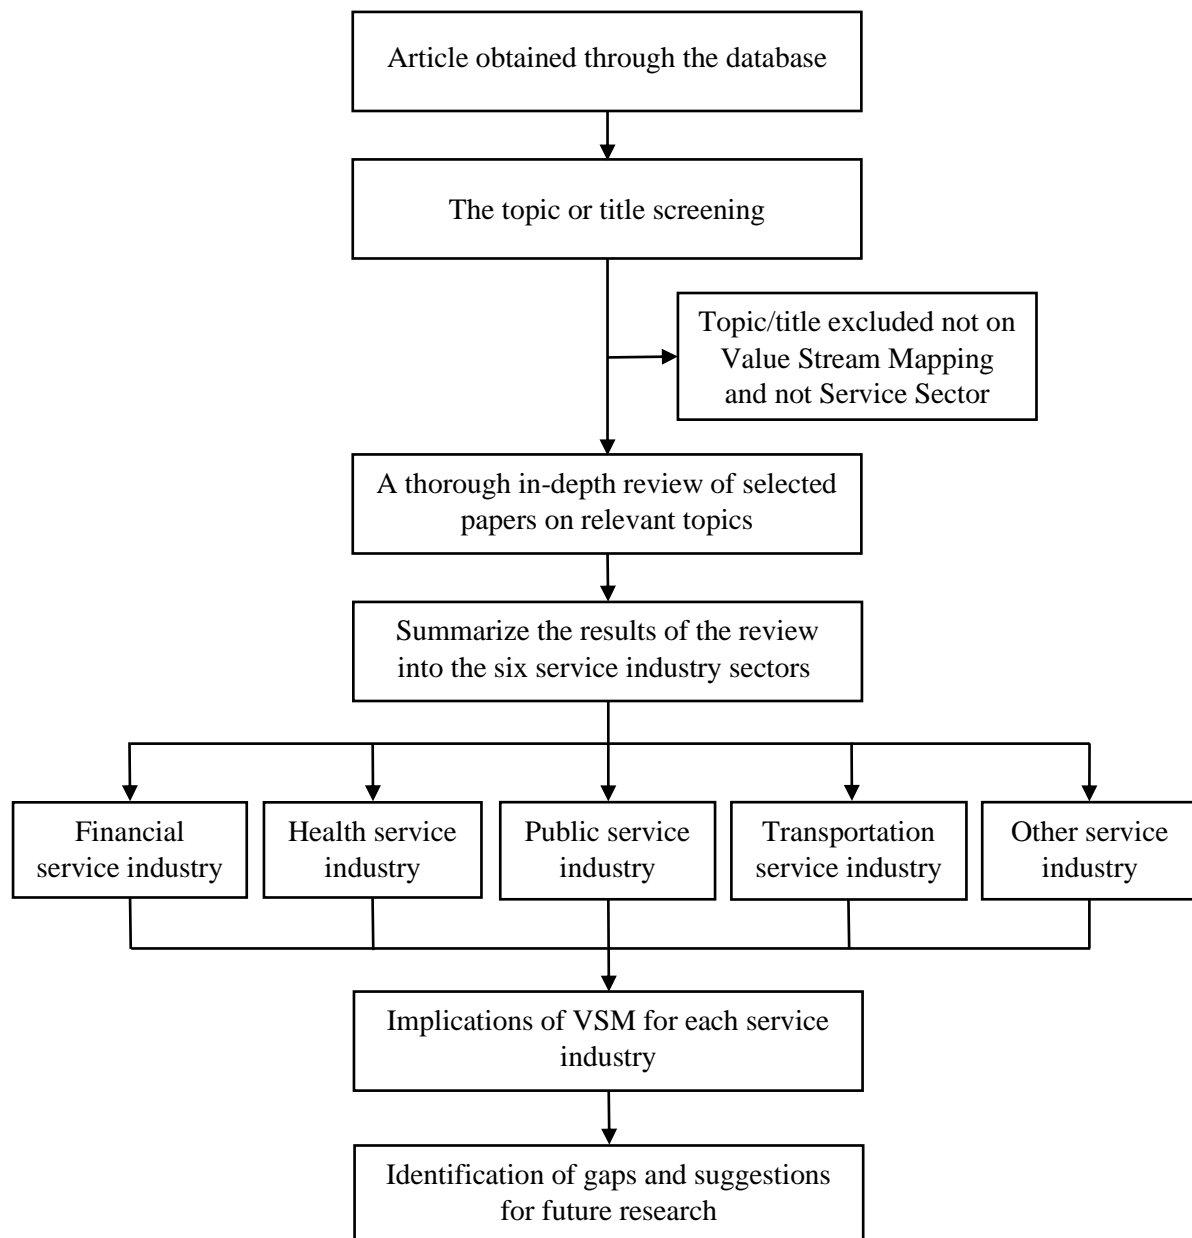 Article obtained through the database
The topic or title screening
Topic/title excluded not on
Value Stream Mapping
and not Service Sector
A thorough in-depth review of selected
papers on relevant topics
Summarize the results of the review
into the six service industry sectors
Financial
service industry
Health service
industry
Public service
industry
Transportation
service industry
Other service
industry
Implications of VSM for each service
industry
Identification of gaps and suggestions
for future research